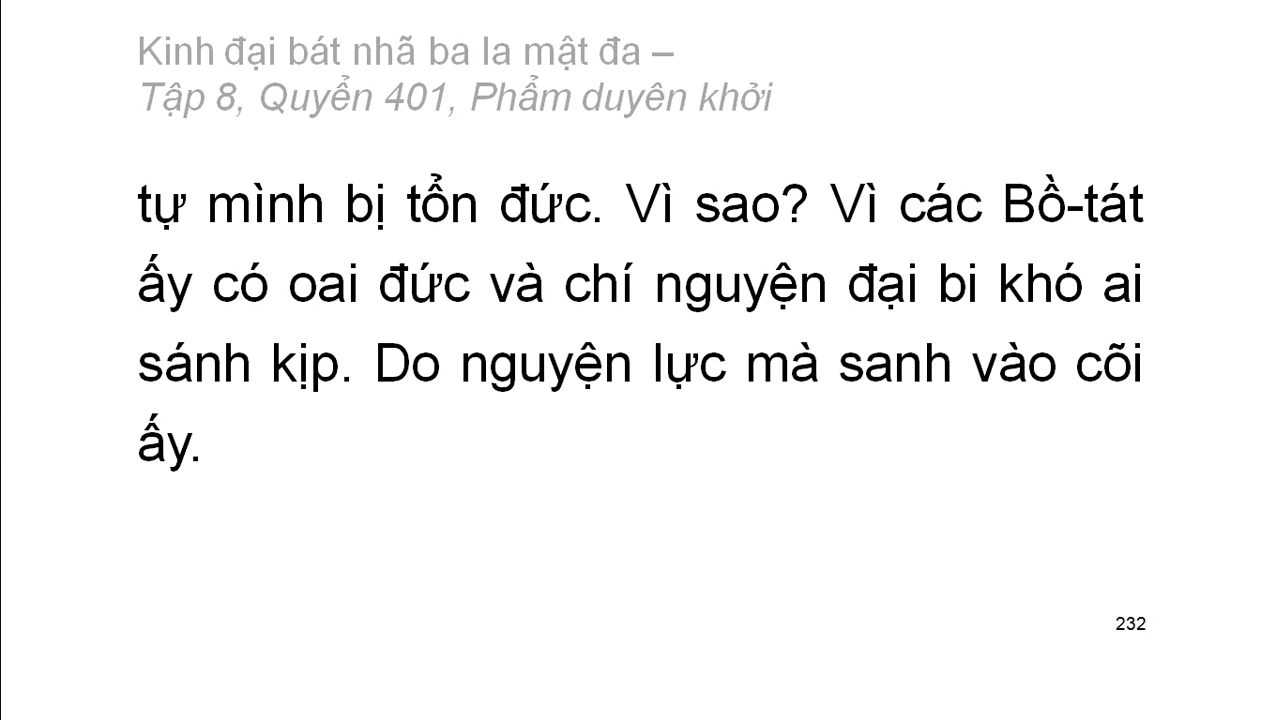 Kinh đại bát nhã ba la mật đa –
Tập 8, Quyển 401, Phẩm duyên khởi
tự mình bị tổn đức. Vì sao? Vì các Bồ-tát
ấy có oai đức và chí nguyện đại bi khó ai
sánh kịp. Do nguyện lực mà sanh vào cõi
ấy.
232